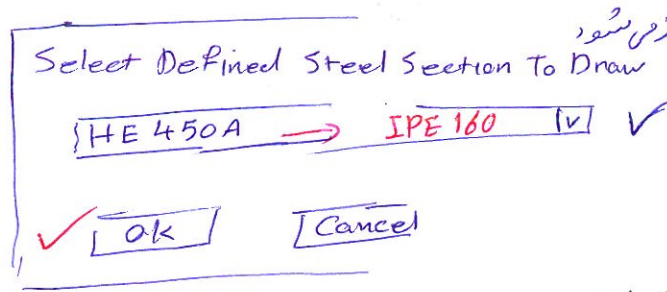 Select Defined Steel Section To Draw
HE 450A → IPE 160 ✓
✓ Ok Cancel